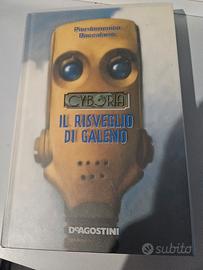 Pierdomenico
Baccalario
CYBORIA
IL RISVEGLIO
DI GALENO
DeAGOSTINI
subito